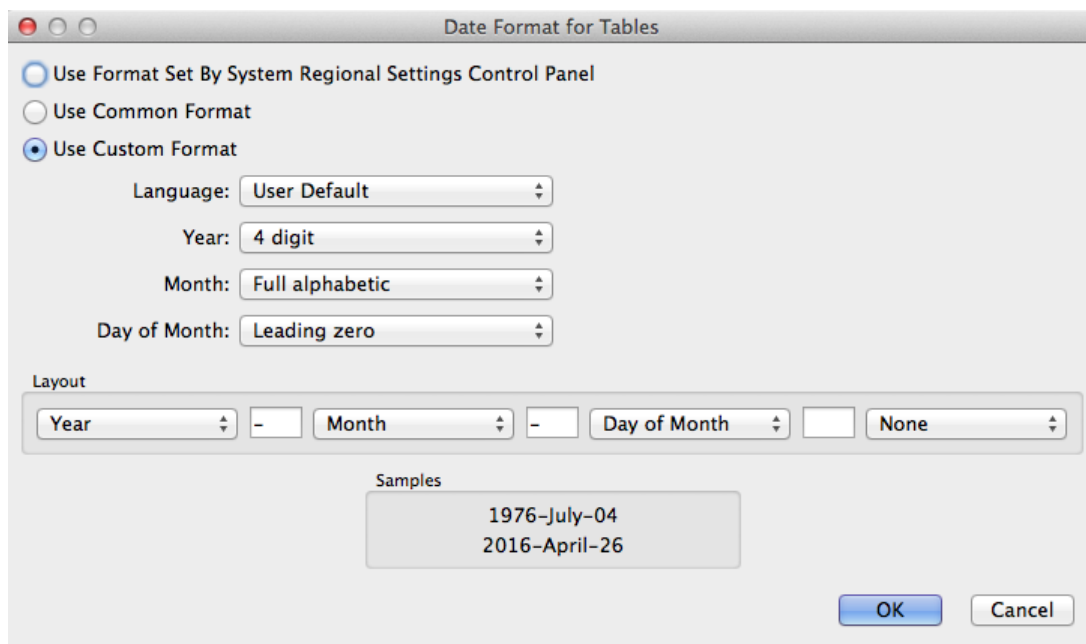 Date Format for Tables
Use Format Set By System Regional Settings Control Panel
Use Common Format
Use Custom Format
Language: User Default
Year: 4 digit
Month: Full alphabetic
Day of Month: Leading zero
Layout
Year - Month - Day of Month None
Samples
1976-July-04
2016-April-26
OK Cancel